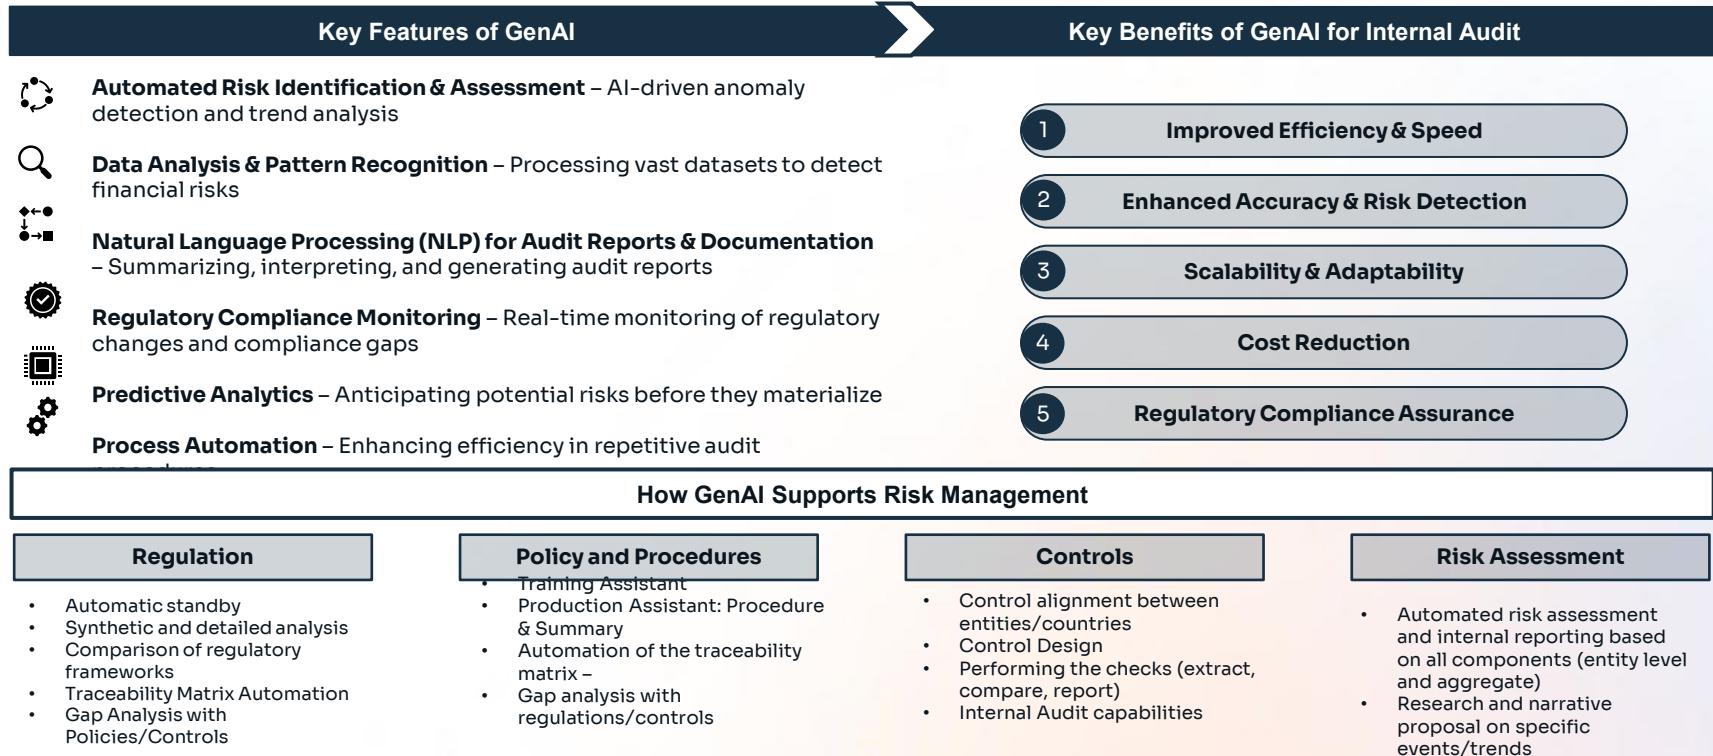 Key Features of GenAI
Key Benefits of GenAI for Internal Audit
Automated Risk Identification & Assessment – AI-driven anomaly
detection and trend analysis
Data Analysis & Pattern Recognition – Processing vast datasets to detect
financial risks
Natural Language Processing (NLP) for Audit Reports & Documentation
– Summarizing, interpreting, and generating audit reports
Regulatory Compliance Monitoring – Real-time monitoring of regulatory
changes and compliance gaps
Predictive Analytics – Anticipating potential risks before they materialize
Process Automation – Enhancing efficiency in repetitive audit
1 Improved Efficiency & Speed
2 Enhanced Accuracy & Risk Detection
3 Scalability & Adaptability
4 Cost Reduction
5 Regulatory Compliance Assurance
How GenAI Supports Risk Management
Regulation
• Automatic standby
• Synthetic and detailed analysis
• Comparison of regulatory
frameworks
• Traceability Matrix Automation
• Gap Analysis with
Policies/Controls
Policy and Procedures
• Training Assistant
• Production Assistant: Procedure
& Summary
• Automation of the traceability
matrix –
• Gap analysis with
regulations/controls
Controls
• Control alignment between
entities/countries
• Control Design
• Performing the checks (extract,
compare, report)
• Internal Audit capabilities
Risk Assessment
• Automated risk assessment
and internal reporting based
on all components (entity level
and aggregate)
• Research and narrative
proposal on specific
events/trends